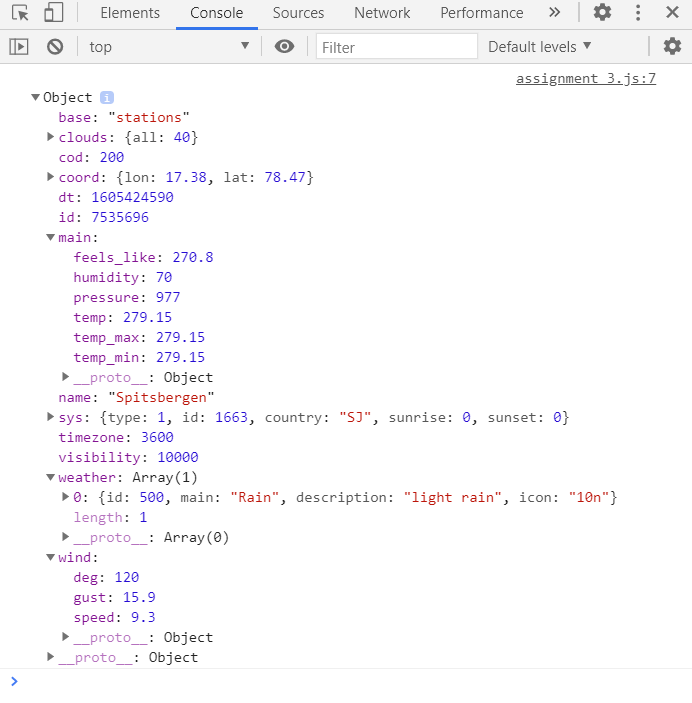 Elements Console Sources Network Performance »
top Filter Default levels
assignment 3.js:7
Object i
base: "stations"
clouds: {all: 40}
cod: 200
coord: {lon: 17.38, lat: 78.47}
dt: 1605424590
id: 7535696
main:
feels_like: 270.8
humidity: 70
pressure: 977
temp: 279.15
temp_max: 279.15
temp_min: 279.15
__proto__: Object
name: "Spitsbergen"
sys: {type: 1, id: 1663, country: "SJ", sunrise: 0, sunset: 0}
timezone: 3600
visibility: 10000
weather: Array(1)
0: {id: 500, main: "Rain", description: "light rain", icon: "10n"}
length: 1
__proto__: Array(0)
wind:
deg: 120
gust: 15.9
speed: 9.3
__proto__: Object
__proto__: Object